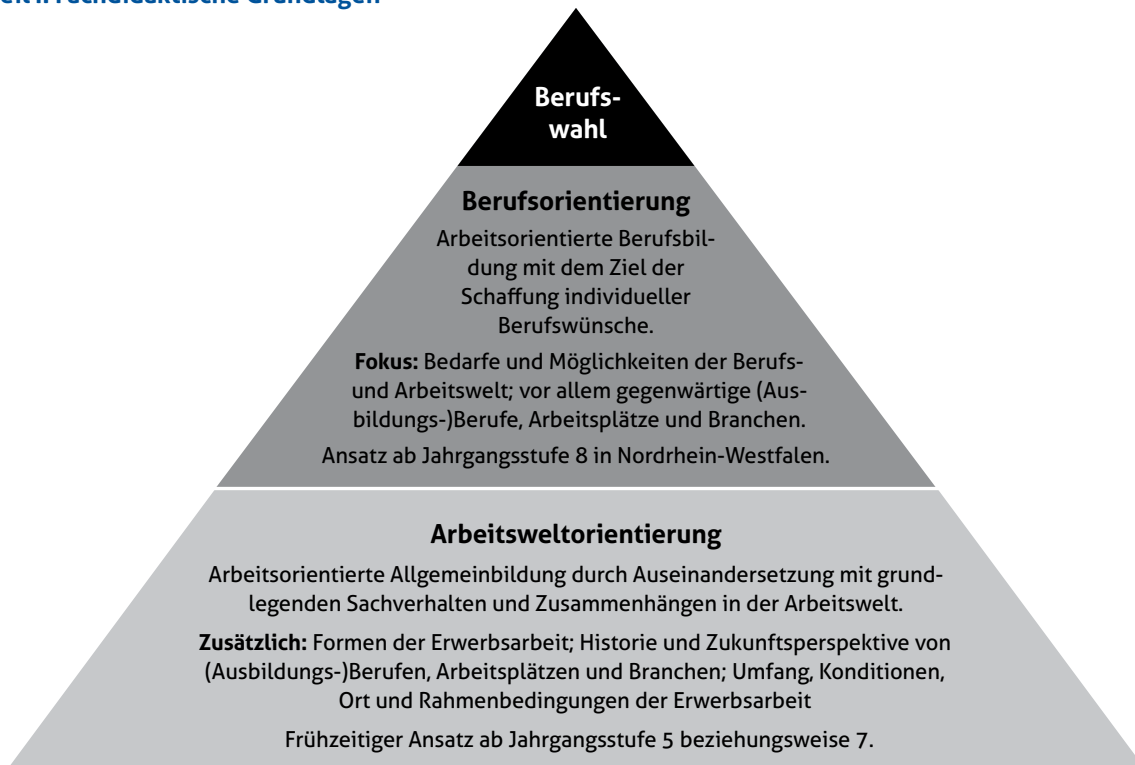 Fachdidaktische Grundlagen
Berufs-
wahl
Berufsorientierung
Arbeitsorientierte Berufsbil-
dung mit dem Ziel der
Schaffung individueller
Berufswünsche.
Fokus: Bedarfe und Möglichkeiten der Berufs-
und Arbeitswelt; vor allem gegenwärtige (Aus-
bildungs-)Berufe, Arbeitsplätze und Branchen.
Ansatz ab Jahrgangsstufe 8 in Nordrhein-Westfalen.
Arbeitsweltorientierung
Arbeitsorientierte Allgemeinbildung durch Auseinandersetzung mit grund-
legenden Sachverhalten und Zusammenhängen in der Arbeitswelt.
Zusätzlich: Formen der Erwerbsarbeit; Historie und Zukunftsperspektive von
(Ausbildungs-)Berufen, Arbeitsplätzen und Branchen; Umfang, Konditionen,
Ort und Rahmenbedingungen der Erwerbsarbeit
Frühzeitiger Ansatz ab Jahrgangsstufe 5 beziehungsweise 7.